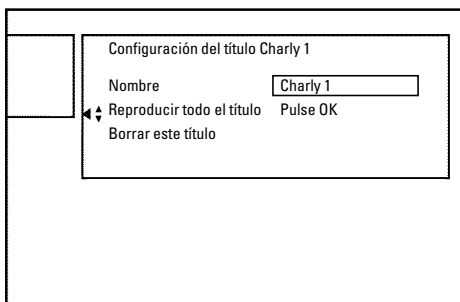 Configuración del título Charly 1
Nombre Charly 1
Reproducir todo el título Pulse OK
Borrar este título